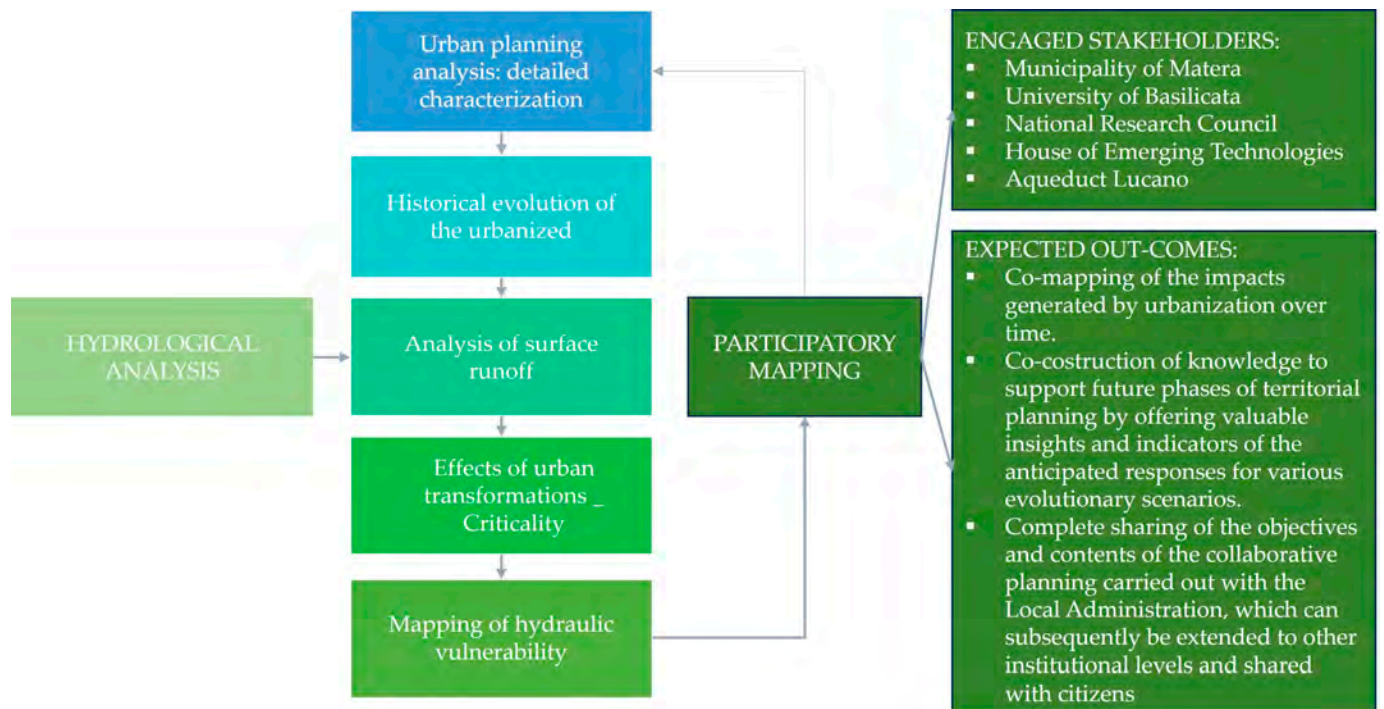 HYDROLOGICAL
ANALYSIS
Urban planning
analysis: detailed
characterization
Historical evolution of
the urbanized
Analysis of surface
runoff
Effects of urban
transformations _
Criticality
Mapping of hydraulic
vulnerability
PARTICIPATORY
MAPPING
ENGAGED STAKEHOLDERS:
▪ Municipality of Matera
▪ University of Basilicata
▪ National Research Council
▪ House of Emerging Technologies
▪ Aqueduct Lucano
EXPECTED OUT-COMES:
▪ Co-mapping of the impacts
generated by urbanization over
time.
▪ Co-costruction of knowledge to
support future phases of territorial
planning by offering valuable
insights and indicators of the
anticipated responses for various
evolutionary scenarios.
▪ Complete sharing of the objectives
and contents of the collaborative
planning carried out with the
Local Administration, which can
subsequently be extended to other
institutional levels and shared
with citizens